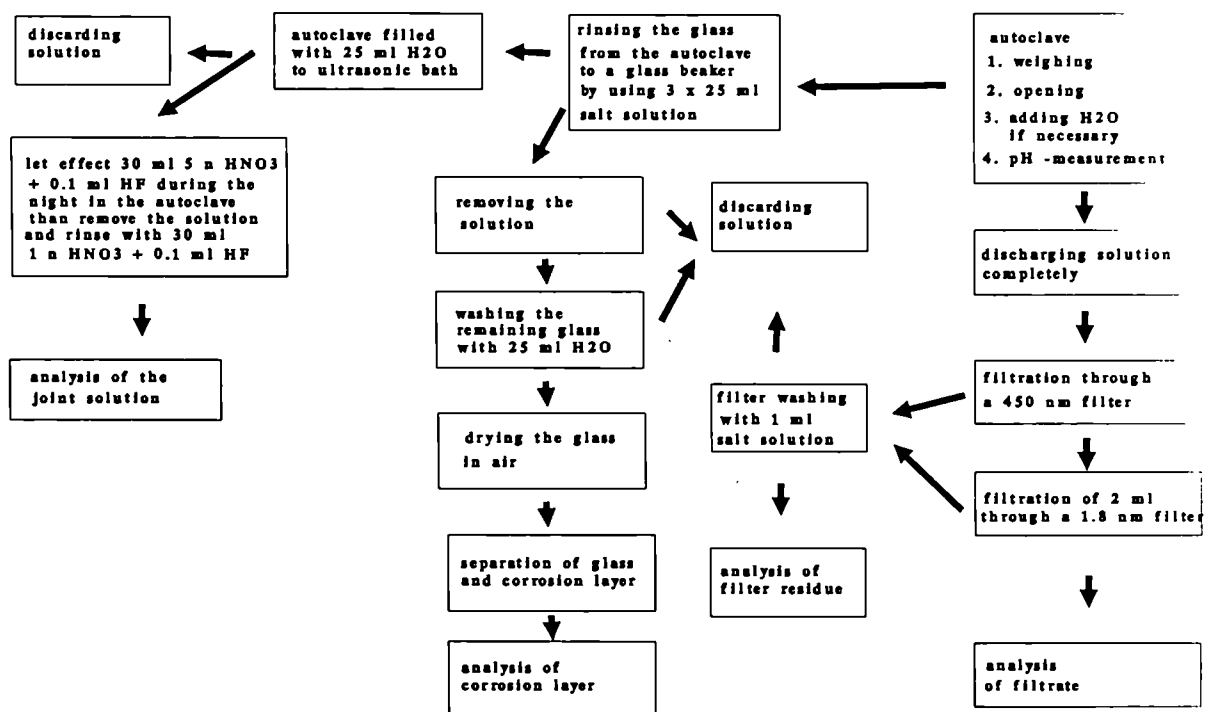 discarding
solution
autoclave filled
with 25 ml H2O
to ultrasonic bath
rinsing the glass
from the autoclave
to a glass beaker
by using 3 x 25 ml
salt solution
autoclave
1. weighing
2. opening
3. adding H2O
if necessary
4. pH -measurement
let effect 30 ml 5 n HNO3
+ 0.1 ml HF during the
night in the autoclave
than remove the solution
and rinse with 30 ml
1 n HNO3 + 0.1 ml HF
removing the
solution
discarding
solution
discharging solution
completely
washing the
remaining glass
with 25 ml H2O
analysis of the
joint solution
filter washing
with 1 ml
salt solution
filtration through
a 450 nm filter
drying the glass
in air
filtration of 2 ml
through a 1.8 nm filter
separation of glass
and corrosion layer
analysis of
filter residue
analysis of
corrosion layer
analysis
of filtrate